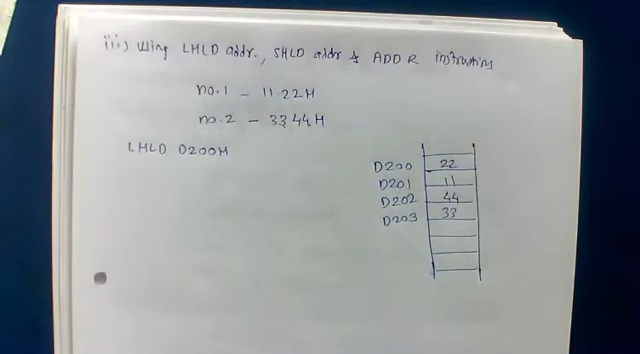 iii) Using LHLD addr., SHLD addr & ADD R instructions
no.1 - 1122H
no.2 - 3344H
LHLD D200H
D200 22
D201 11
D202 44
D203 33